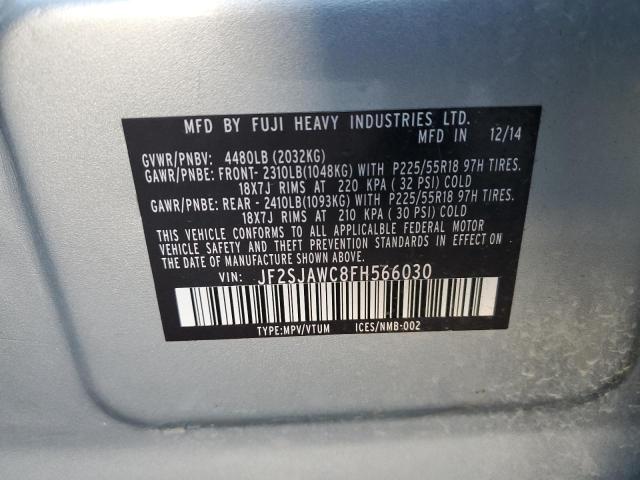 MFD BY FUJI HEAVY INDUSTRIES LTD.
MFD IN 12/14
GVWR/PNBV: 4480LB (2032KG)
GAWR/PNBE: FRONT- 2310LB(1048KG) WITH P225/55R18 97H TIRES.
18X7J RIMS AT 220 KPA ( 32 PSI) COLD
GAWR/PNBE: REAR - 2410LB(1093KG) WITH P225/55R18 97H TIRES.
18X7J RIMS AT 210 KPA ( 30 PSI) COLD
THIS VEHICLE CONFORMS TO ALL APPLICALBLE FEDERAL MOTOR
VEHICLE SAFETY AND THEFT PREVENTION STANDARDS IN EFFECT ON
THE DATE OF MANUFACTURE SHOWN ABOVE.
VIN: JF2SJAWC8FH566030
TYPE:MPV/VTUM ICES/NMB-002